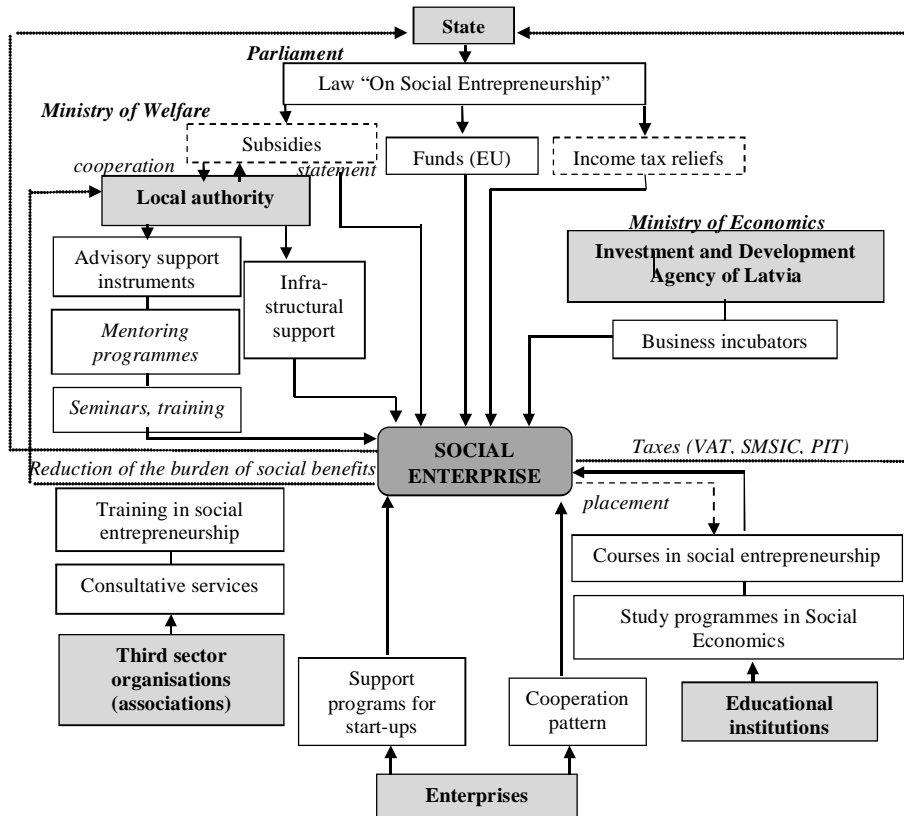 State
Parliament
Law “On Social Entrepreneurship”
Ministry of Welfare
Subsidies
Funds (EU)
Income tax reliefs
cooperation
statement
Local authority
Ministry of Economics
Investment and Development
Agency of Latvia
Advisory support
instruments
Infra-
structural
support
Mentoring
programmes
Business incubators
Seminars, training
SOCIAL
ENTERPRISE
Taxes (VAT, SMSIC, PIT)
Reduction of the burden of social benefits
placement
Training in social
entrepreneurship
Courses in social entrepreneurship
Consultative services
Study programmes in Social
Economics
Third sector
organisations
(associations)
Support
programs for
start-ups
Cooperation
pattern
Educational
institutions
Enterprises